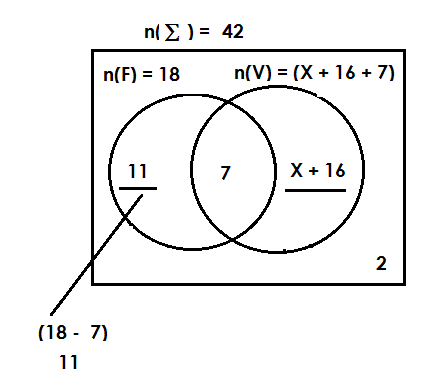 n( Σ ) = 42
n(F) = 18 n(V) = (X + 16 + 7)
11 7 X + 16
2
(18 - 7)
11